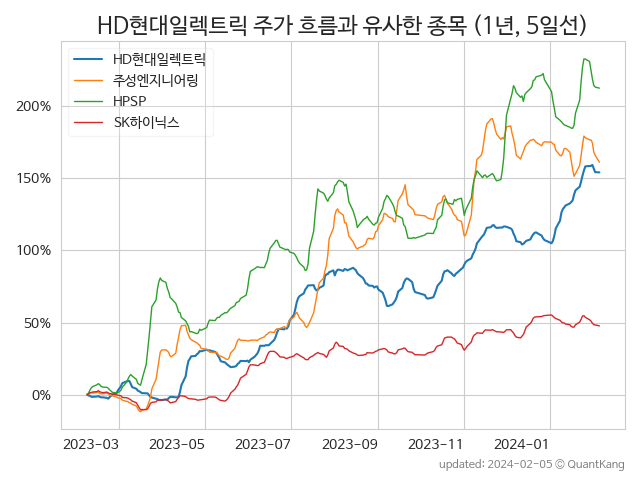 HD현대일렉트릭 주가 흐름과 유사한 종목 (1년, 5일선)
HD현대일렉트릭
주성엔지니어링
HPSP
SK하이닉스
200%
150%
100%
50%
0%
2023-03 2023-05 2023-07 2023-09 2023-11 2024-01
updated: 2024-02-05 © QuantKang